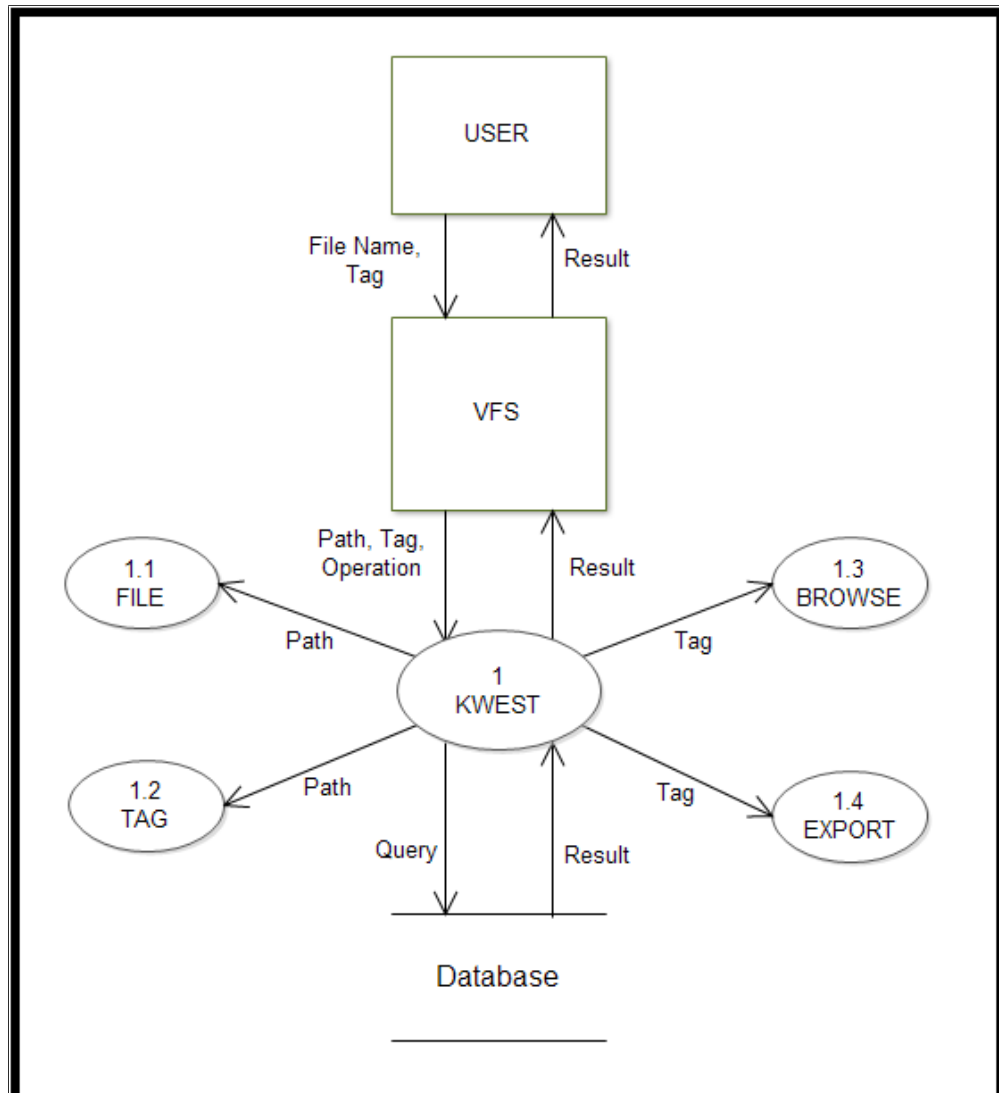 USER
File Name,
Tag
Result
VFS
Path, Tag,
Operation
Result
1.1
FILE
1.3
BROWSE
Path
Tag
1
KWEST
1.2
TAG
Path
Tag
1.4
EXPORT
Query
Result
Database